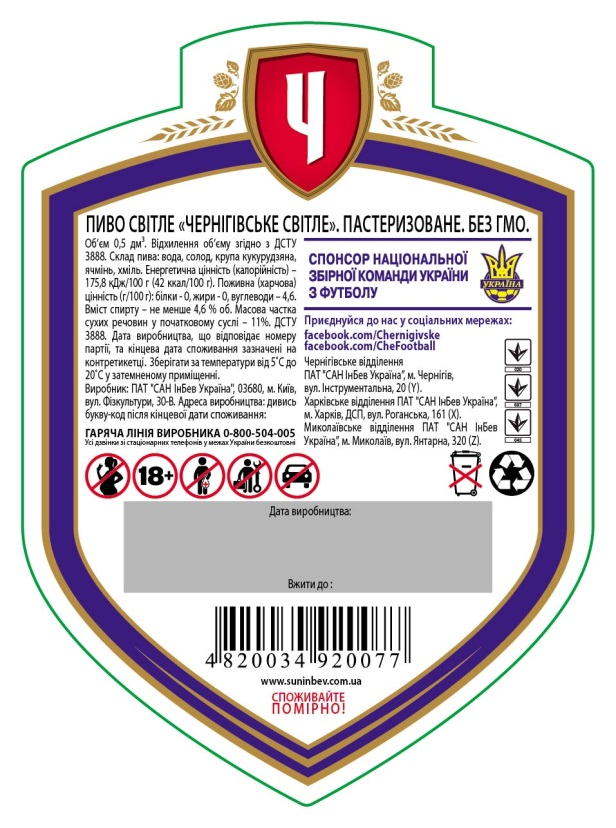 Ч
ПИВО СВІТЛЕ «ЧЕРНІГІВСЬКЕ СВІТЛЕ». ПАСТЕРИЗОВАНЕ. БЕЗ ГМО.
Об'єм 0,5 дм³. Відхилення об'єму згідно з ДСТУ
3888. Склад пива: вода, солод, крупа кукурудзяна,
ячмінь, хміль. Енергетична цінність (калорійність) –
175,8 кДж/100 г (42 ккал/100 г). Поживна (харчова)
цінність (г/100 г): білки - 0, жири - 0, вуглеводи – 4,6.
Вміст спирту – не менше 4,6 % об. Масова частка
сухих речовин у початковому суслі – 11%. ДСТУ
3888. Дата виробництва, що відповідає номеру
партії, та кінцева дата споживання зазначені на
контретикетці. Зберігати за температури від 5˚С до
20˚С у затемненому приміщенні.
Виробник: ПАТ "САН ІнБев Україна", 03680, м. Київ,
вул. Фізкультури, 30-В. Адреса виробництва: дивись
букву-код після кінцевої дати споживання:
ГАРЯЧА ЛІНІЯ ВИРОБНИКА 0-800-504-005
Усі дзвінки зі стаціонарних телефонів у межах України безкоштовні
СПОНСОР НАЦІОНАЛЬНОЇ
ЗБІРНОЇ КОМАНДИ УКРАЇНИ
З ФУТБОЛУ
УКРАЇНА
Приєднуйся до нас у соціальних мережах:
facebook.com/Chernigivske
facebook.com/CheFootball
Чернігівське відділення
ПАТ "САН ІнБев Україна", м. Чернігів,
вул. Інструментальна, 20 (Y).
Харківське відділення ПАТ "САН ІнБев Україна",
м. Харків, ДСП, вул. Роганська, 161 (X).
Миколаївське відділення ПАТ "САН ІнБев
Україна", м. Миколаїв, вул. Янтарна, 320 (Z).
18+
Дата виробництва:
Вжити до :
4 820034 920077
www.suninbev.com.ua
СПОЖИВАЙТЕ
ПОМІРНО!